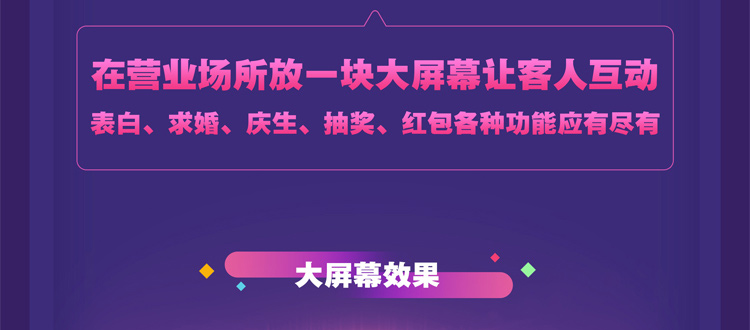 在营业场所放一块大屏幕让客人互动
表白、求婚、庆生、抽奖、红包各种功能应有尽有
大屏幕效果